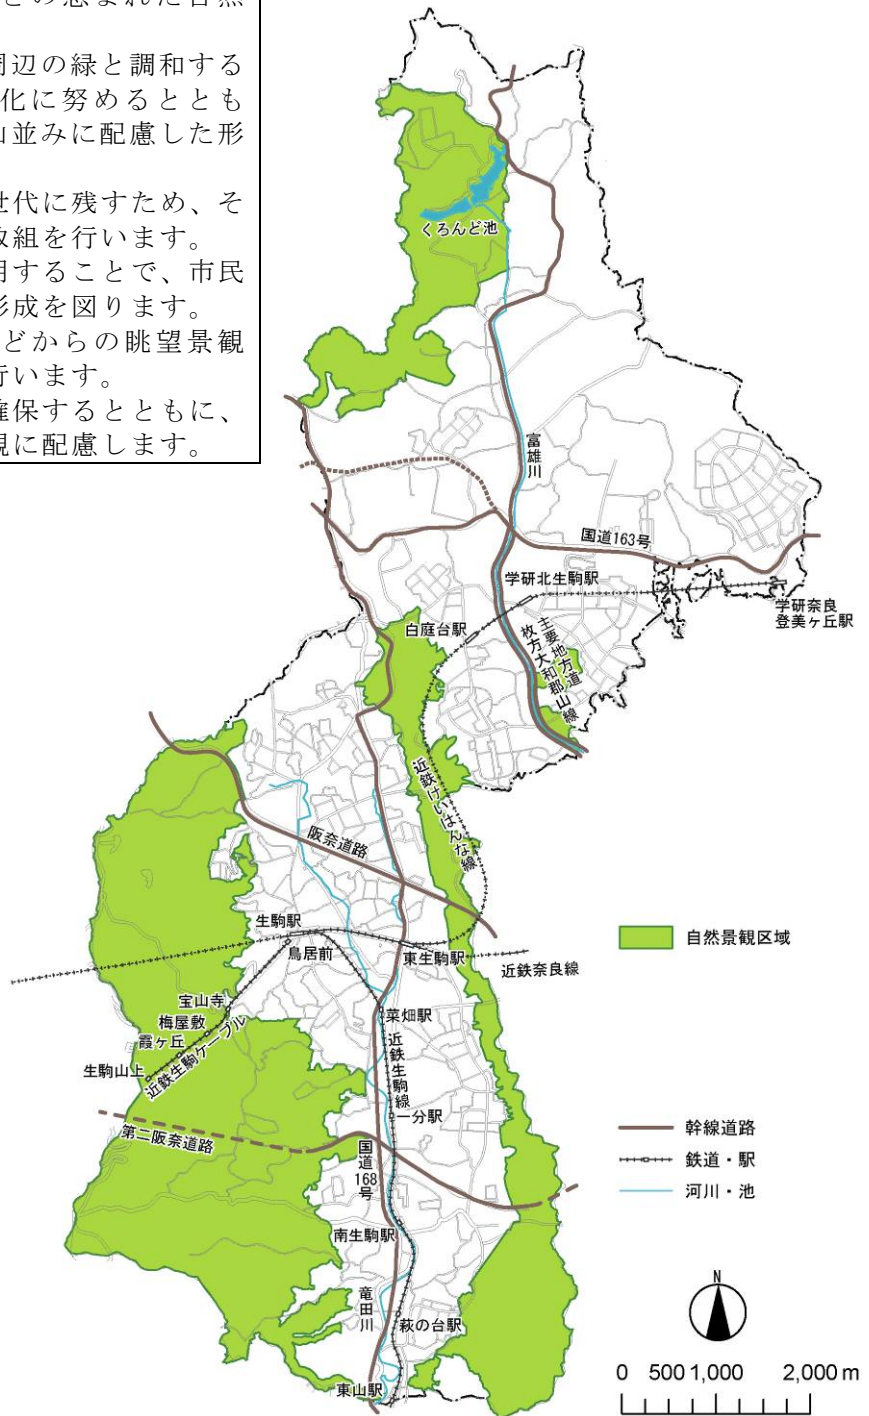 どの恵まれた自然
周辺の緑と調和する
化に努めるととも
山並みに配慮した形
世代に残すため、そ
取組を行います。
用することで、市民
形成を図ります。
どからの眺望景観
行います。
確保するとともに、
観に配慮します。
くろんど池
富雄川
国道163号
学研北生駒駅
学研奈良
登美ヶ丘駅
白庭台駅
主要地方道
枚方大和郡山線
近鉄けいはんな線
阪奈道路
生駒駅
鳥居前
東生駒駅
近鉄奈良線
自然景観区域
宝山寺
梅屋敷
霞ヶ丘
生駒山上
近鉄生駒ケーブル
菜畑駅
近鉄生駒線
一分駅
第二阪奈道路
国道168号
幹線道路
鉄道・駅
河川・池
南生駒駅
竜田川
萩の台駅
東山駅
N
0 500 1,000 2,000 m